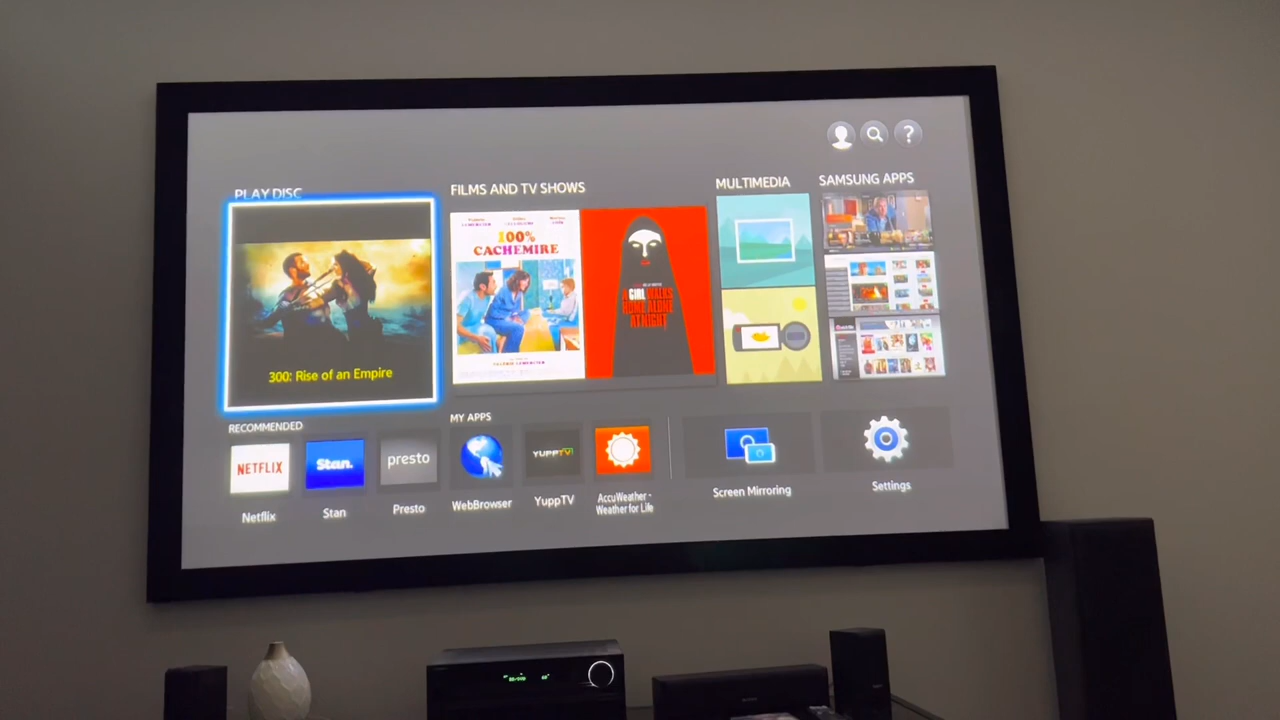 ?
PLAY DISC
FILMS AND TV SHOWS
MULTIMEDIA
SAMSUNG APPS
100%
CACHEMIRE
A GIRL WALKS
HOME ALONE
AT NIGHT
300: Rise of an Empire
RECOMMENDED
MY APPS
NETFLIX
Stan.
presto
YUPPTV
Netflix
Stan
Presto
WebBrowser
YuppTV
AccuWeather -
Weather for Life
Screen Mirroring
Settings